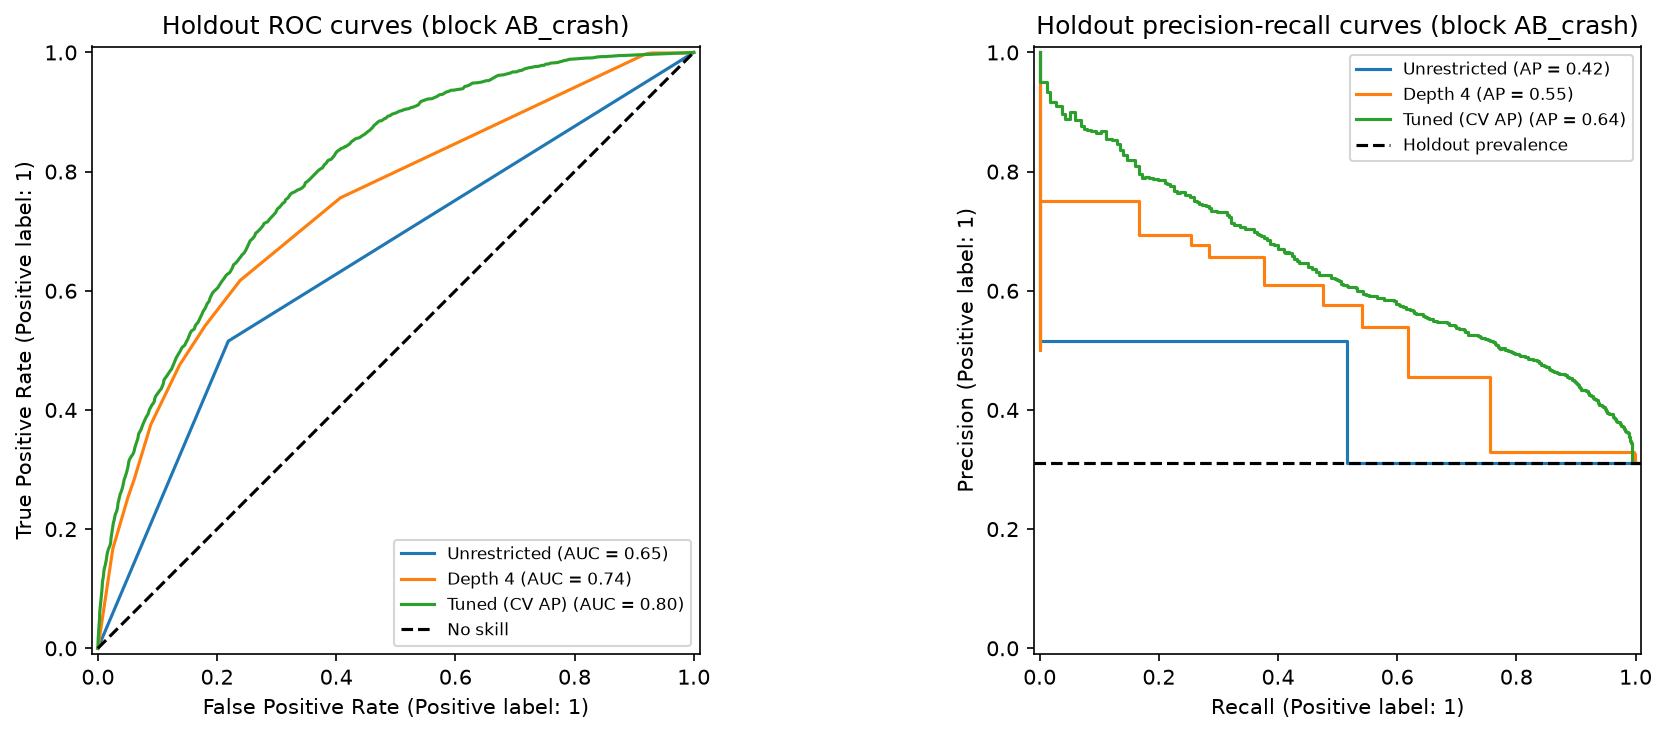 Holdout ROC curves (block AB_crash)
True Positive Rate (Positive label: 1)
1.0
0.8
0.6
0.4
0.2
0.0
Unrestricted (AUC = 0.65)
Depth 4 (AUC = 0.74)
Tuned (CV AP) (AUC = 0.80)
No skill
0.0 0.2 0.4 0.6 0.8 1.0
False Positive Rate (Positive label: 1)
Holdout precision-recall curves (block AB_crash)
Precision (Positive label: 1)
1.0
0.8
0.6
0.4
0.2
0.0
Unrestricted (AP = 0.42)
Depth 4 (AP = 0.55)
Tuned (CV AP) (AP = 0.64)
Holdout prevalence
0.0 0.2 0.4 0.6 0.8 1.0
Recall (Positive label: 1)